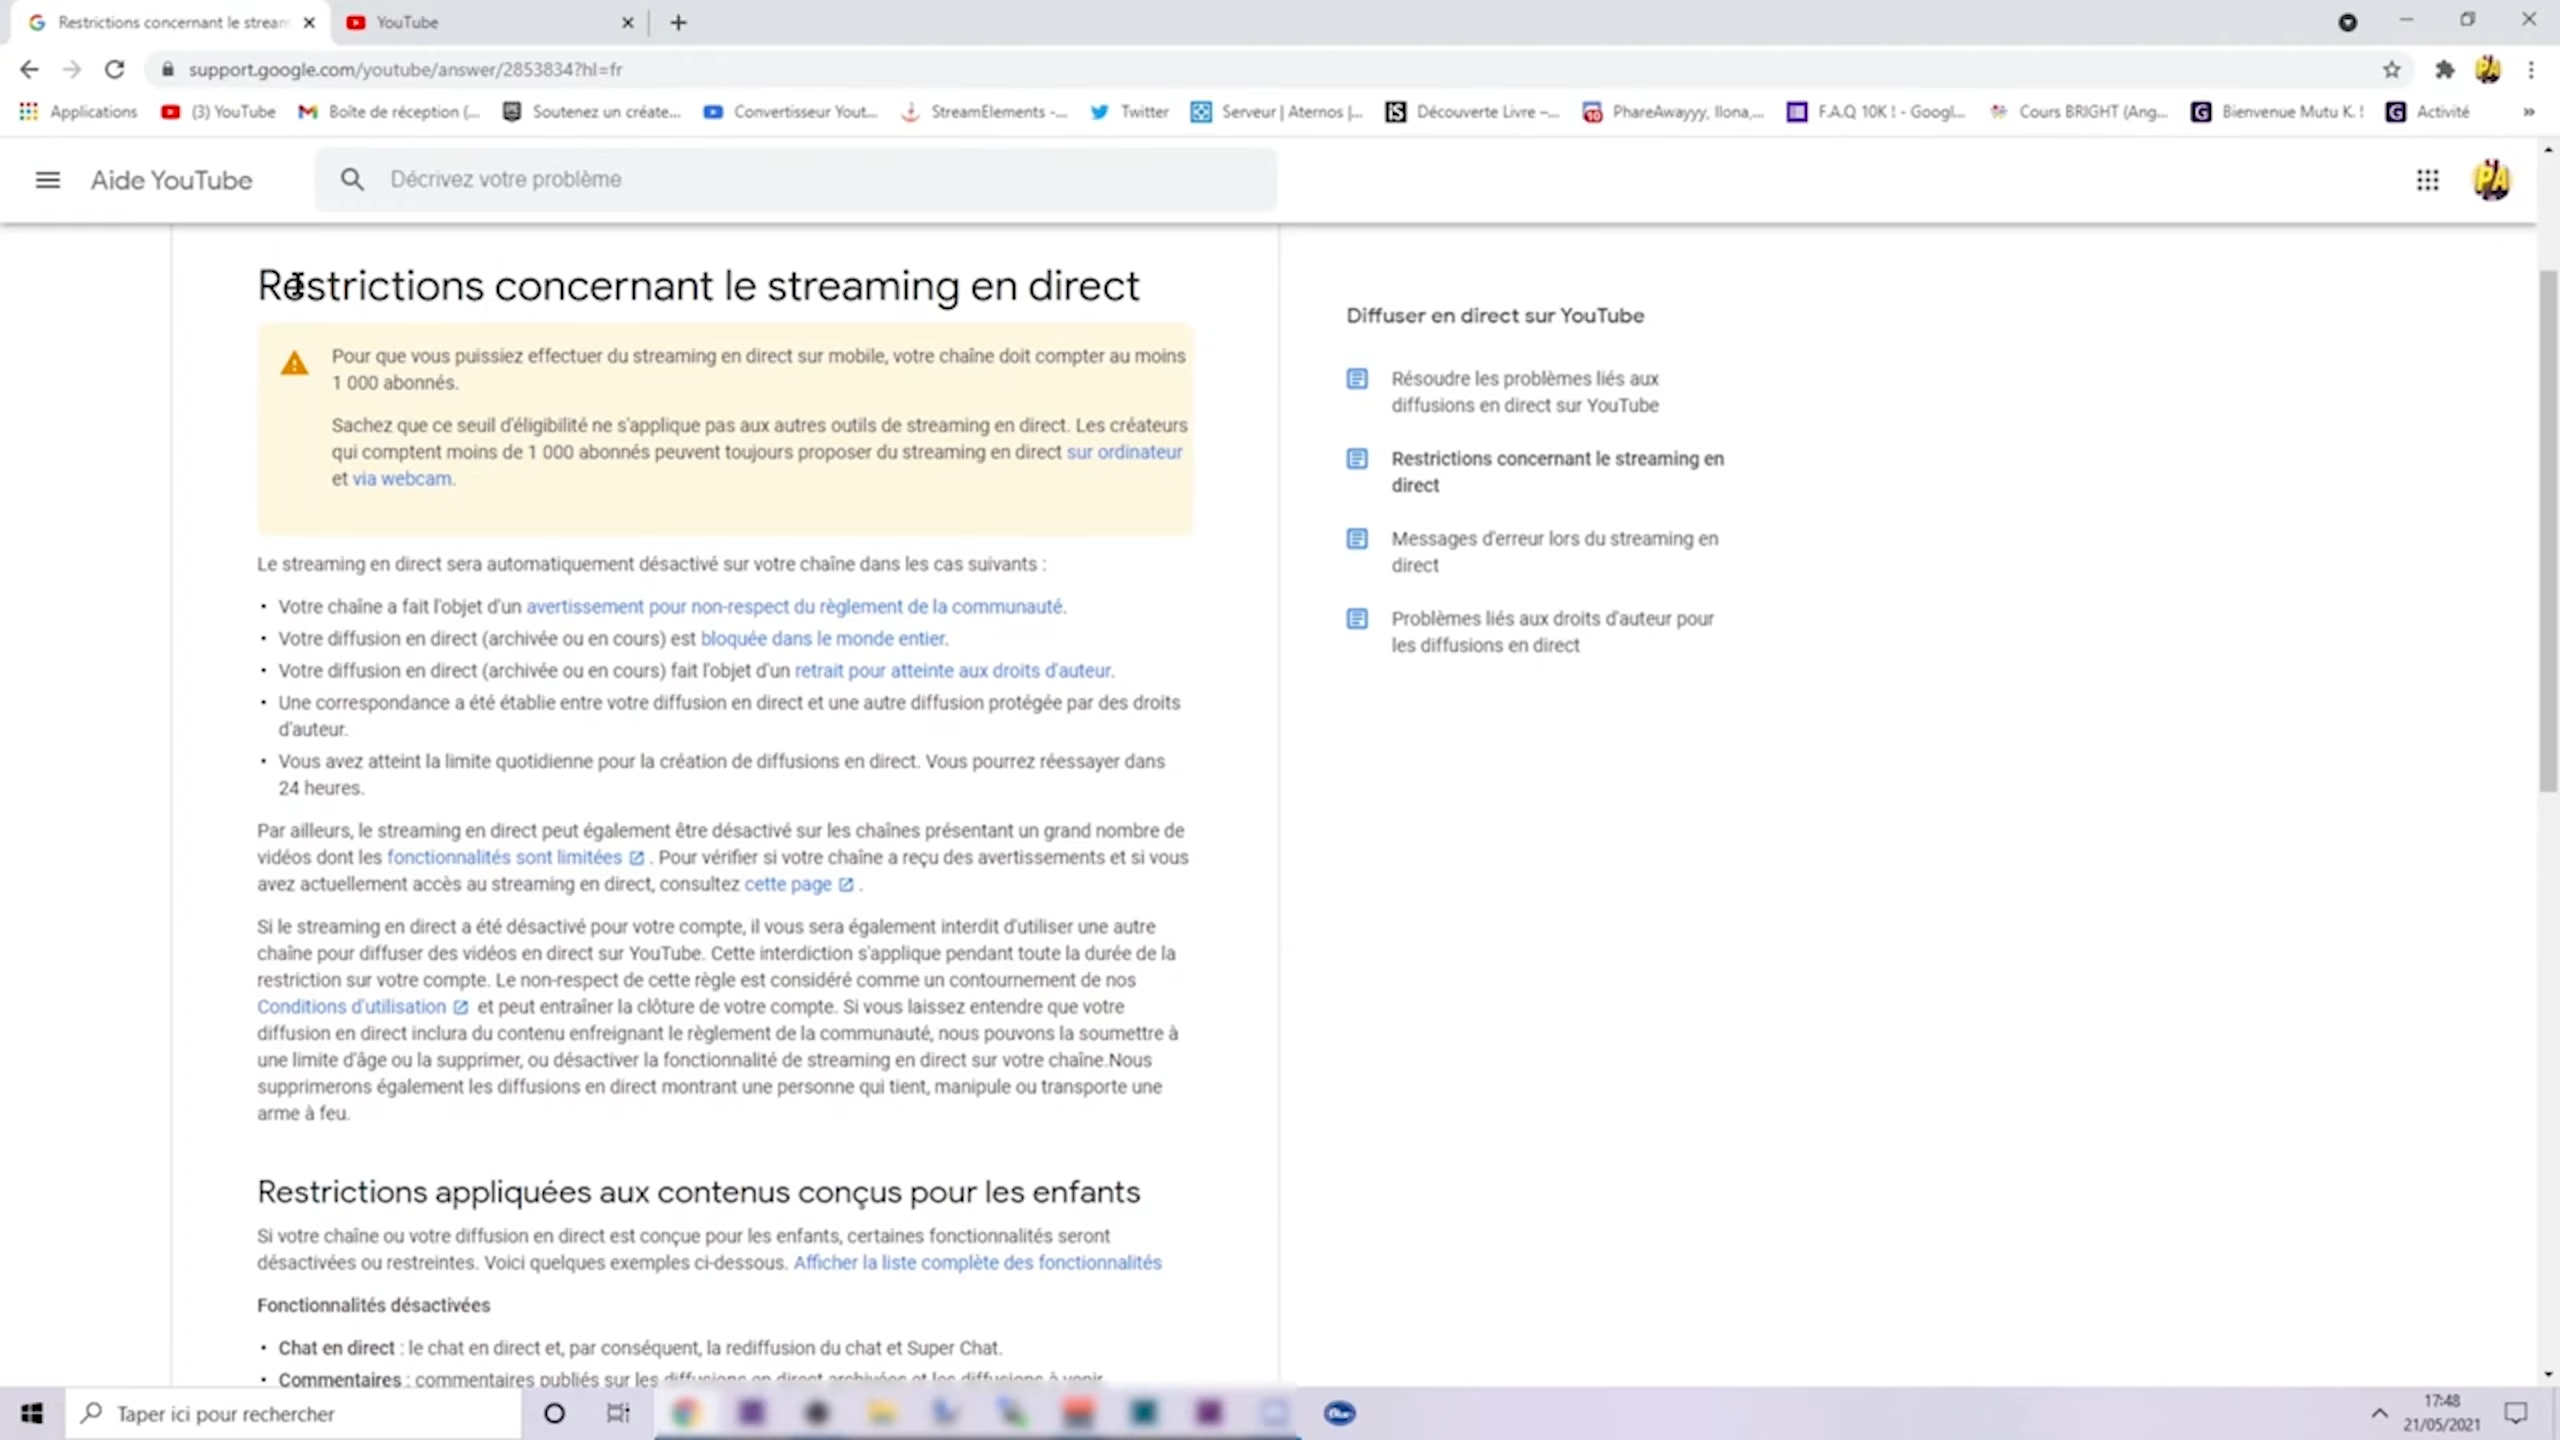 Restrictions concernant le stream
YouTube
support.google.com/youtube/answer/2853834?hl=fr
Applications
(3) YouTube
Boîte de réception (...
Soutenez un créate...
Convertisseur Yout...
StreamElements -...
Twitter
Serveur | Aternos |...
Découverte Livre –...
PhareAwayyy, Ilona,...
F.A.Q 10K ! - Googl...
Cours BRIGHT (Ang...
Bienvenue Mutu K. !
Activité
Aide YouTube
Décrivez votre problème
Restrictions concernant le streaming en direct
Pour que vous puissiez effectuer du streaming en direct sur mobile, votre chaîne doit compter au moins
1 000 abonnés.
Sachez que ce seuil d'éligibilité ne s'applique pas aux autres outils de streaming en direct. Les créateurs
qui comptent moins de 1 000 abonnés peuvent toujours proposer du streaming en direct sur ordinateur
et via webcam.
Le streaming en direct sera automatiquement désactivé sur votre chaîne dans les cas suivants :
• Votre chaîne a fait l'objet d'un avertissement pour non-respect du règlement de la communauté.
• Votre diffusion en direct (archivée ou en cours) est bloquée dans le monde entier.
• Votre diffusion en direct (archivée ou en cours) fait l'objet d'un retrait pour atteinte aux droits d'auteur.
• Une correspondance a été établie entre votre diffusion en direct et une autre diffusion protégée par des droits
d'auteur.
• Vous avez atteint la limite quotidienne pour la création de diffusions en direct. Vous pourrez réessayer dans
24 heures.
Par ailleurs, le streaming en direct peut également être désactivé sur les chaînes présentant un grand nombre de
vidéos dont les fonctionnalités sont limitées . Pour vérifier si votre chaîne a reçu des avertissements et si vous
avez actuellement accès au streaming en direct, consultez cette page .
Si le streaming en direct a été désactivé pour votre compte, il vous sera également interdit d'utiliser une autre
chaîne pour diffuser des vidéos en direct sur YouTube. Cette interdiction s'applique pendant toute la durée de la
restriction sur votre compte. Le non-respect de cette règle est considéré comme un contournement de nos
Conditions d'utilisation et peut entraîner la clôture de votre compte. Si vous laissez entendre que votre
diffusion en direct inclura du contenu enfreignant le règlement de la communauté, nous pouvons la soumettre à
une limite d'âge ou la supprimer, ou désactiver la fonctionnalité de streaming en direct sur votre chaîne.Nous
supprimerons également les diffusions en direct montrant une personne qui tient, manipule ou transporte une
arme à feu.
Restrictions appliquées aux contenus conçus pour les enfants
Si votre chaîne ou votre diffusion en direct est conçue pour les enfants, certaines fonctionnalités seront
désactivées ou restreintes. Voici quelques exemples ci-dessous. Afficher la liste complète des fonctionnalités
Fonctionnalités désactivées
• Chat en direct : le chat en direct et, par conséquent, la rediffusion du chat et Super Chat.
• Commentaires : commentaires publiés sur les diffusions en direct archivées et les diffusions à venir
Diffuser en direct sur YouTube
Résoudre les problèmes liés aux
diffusions en direct sur YouTube
Restrictions concernant le streaming en
direct
Messages d'erreur lors du streaming en
direct
Problèmes liés aux droits d'auteur pour
les diffusions en direct
Taper ici pour rechercher
17:48
21/05/2021